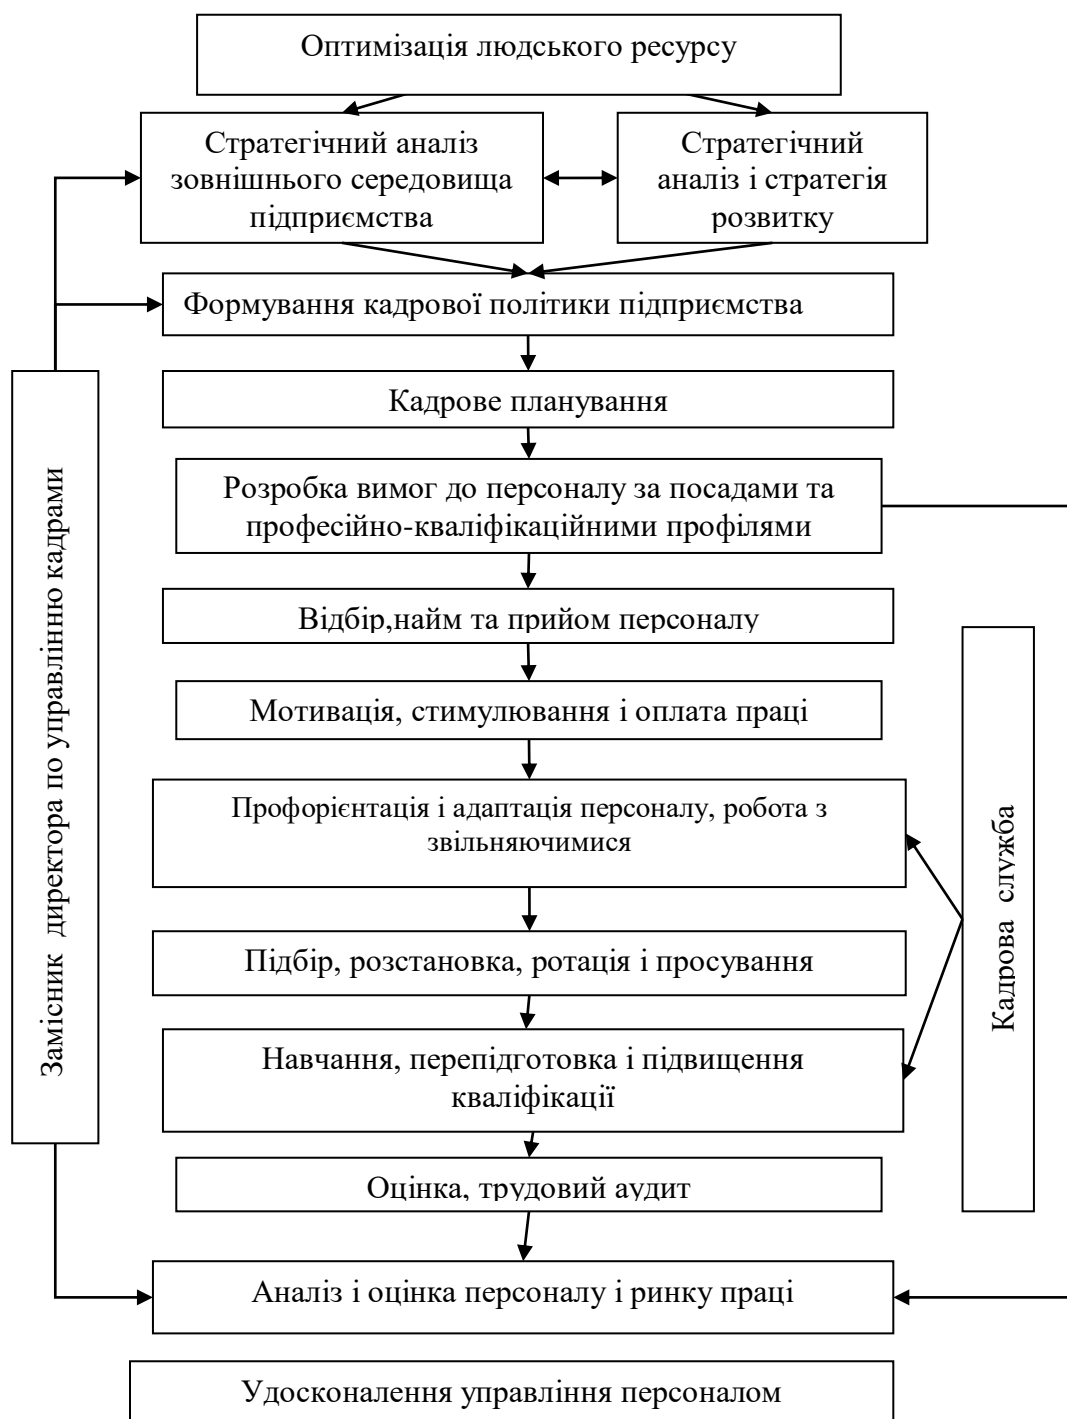 Оптимізація людського ресурсу
Стратегічний аналіз
зовнішнього середовища
підприємства
Стратегічний
аналіз і стратегія
розвитку
Формування кадрової політики підприємства
Кадрове планування
Розробка вимог до персоналу за посадами та
професійно-кваліфікаційними профілями
Відбір,найм та прийом персоналу
Мотивація, стимулювання і оплата праці
Профорієнтація і адаптація персоналу, робота з
звільняючимися
Підбір, розстановка, ротація і просування
Навчання, перепідготовка і підвищення
кваліфікації
Оцінка, трудовий аудит
Аналіз і оцінка персоналу і ринку праці
Удосконалення управління персоналом
Замісник директора по управлінню кадрами
Кадрова служба